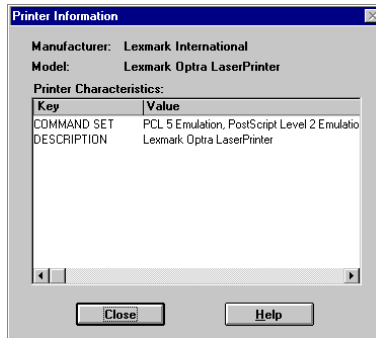 Printer Information
Manufacturer: Lexmark International
Model: Lexmark Optra LaserPrinter
Printer Characteristics:
Key Value
COMMAND SET PCL 5 Emulation, PostScript Level 2 Emulatio
DESCRIPTION Lexmark Optra LaserPrinter
Close Help